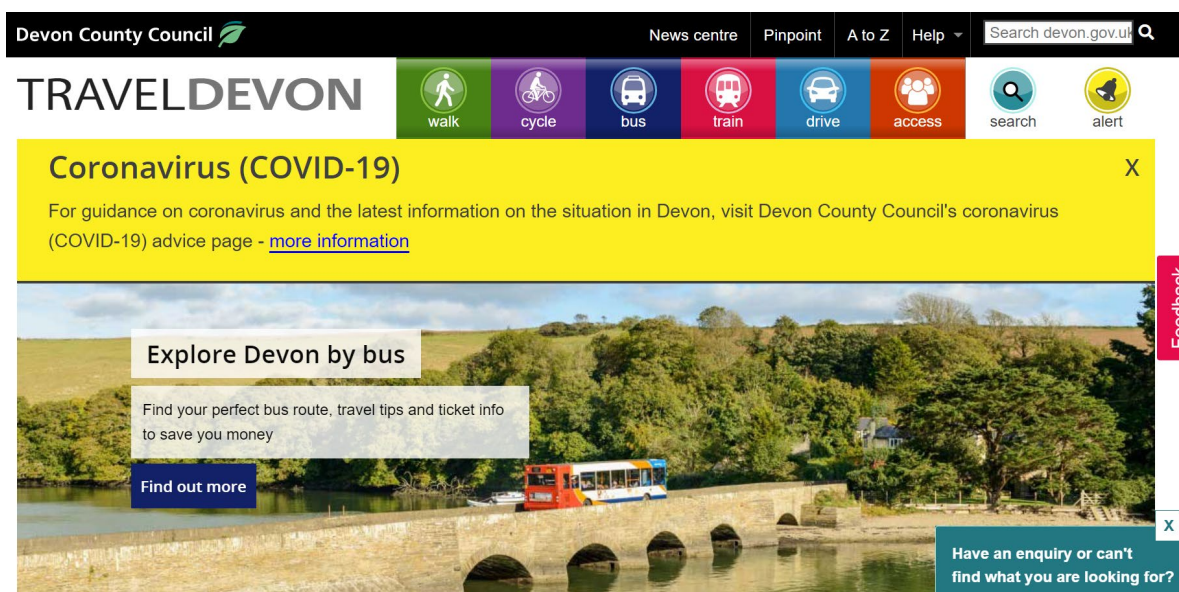 Devon County Council
News centre
Pinpoint
A to Z
Help
Search devon.gov.uk
TRAVELDEVON
walk
cycle
bus
train
drive
access
search
alert
Coronavirus (COVID-19)
X
For guidance on coronavirus and the latest information on the situation in Devon, visit Devon County Council's coronavirus
(COVID-19) advice page - more information
Feedback
Explore Devon by bus
Find your perfect bus route, travel tips and ticket info
to save you money
Find out more
X
Have an enquiry or can't
find what you are looking for?